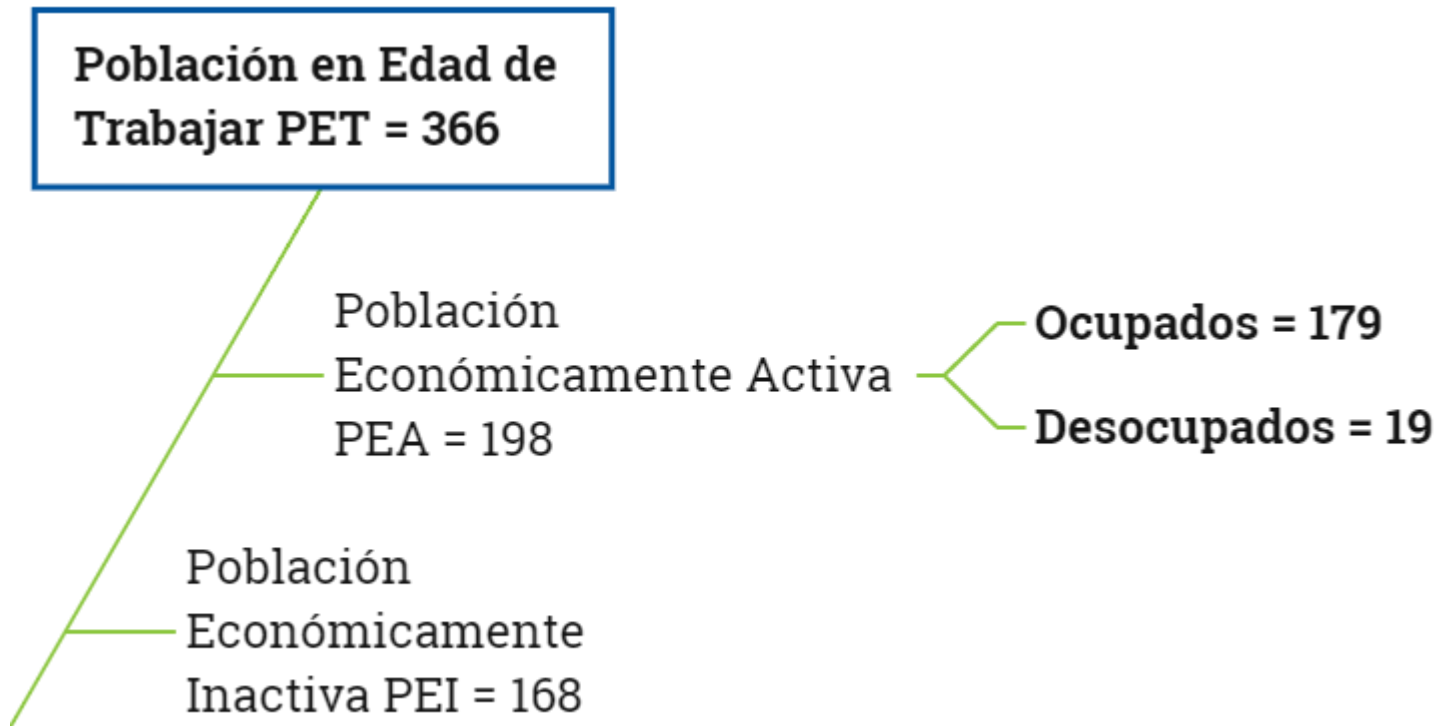 Población en Edad de
Trabajar PET = 366
Población
Económicamente Activa
PEA = 198
Ocupados = 179
Desocupados = 19
Población
Económicamente
Inactiva PEI = 168